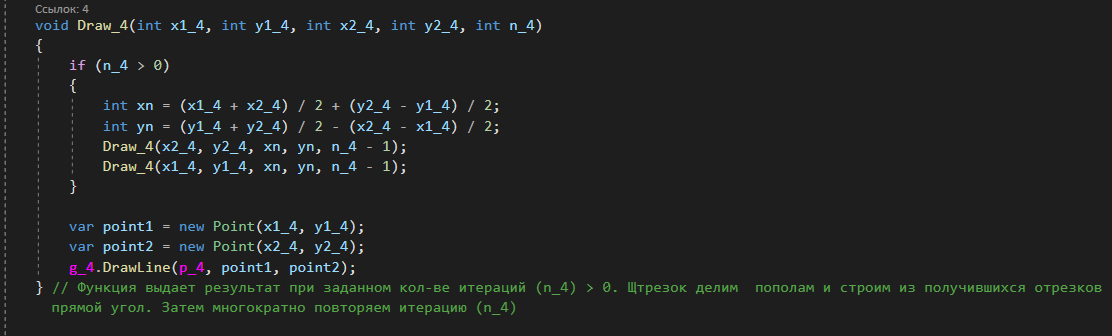 Ссылок: 4
void Draw_4(int x1_4, int y1_4, int x2_4, int y2_4, int n_4)
{
if (n_4 > 0)
{
int xn = (x1_4 + x2_4) / 2 + (y2_4 - y1_4) / 2;
int yn = (y1_4 + y2_4) / 2 - (x2_4 - x1_4) / 2;
Draw_4(x2_4, y2_4, xn, yn, n_4 - 1);
Draw_4(x1_4, y1_4, xn, yn, n_4 - 1);
}
var point1 = new Point(x1_4, y1_4);
var point2 = new Point(x2_4, y2_4);
g_4.DrawLine(p_4, point1, point2);
} // Функция выдает результат при заданном кол-ве итераций (n_4) > 0. Щтрезок делим  пополам и строим из получившихся отрезков
прямой угол. Затем многократно повторяем итерацию (n_4)